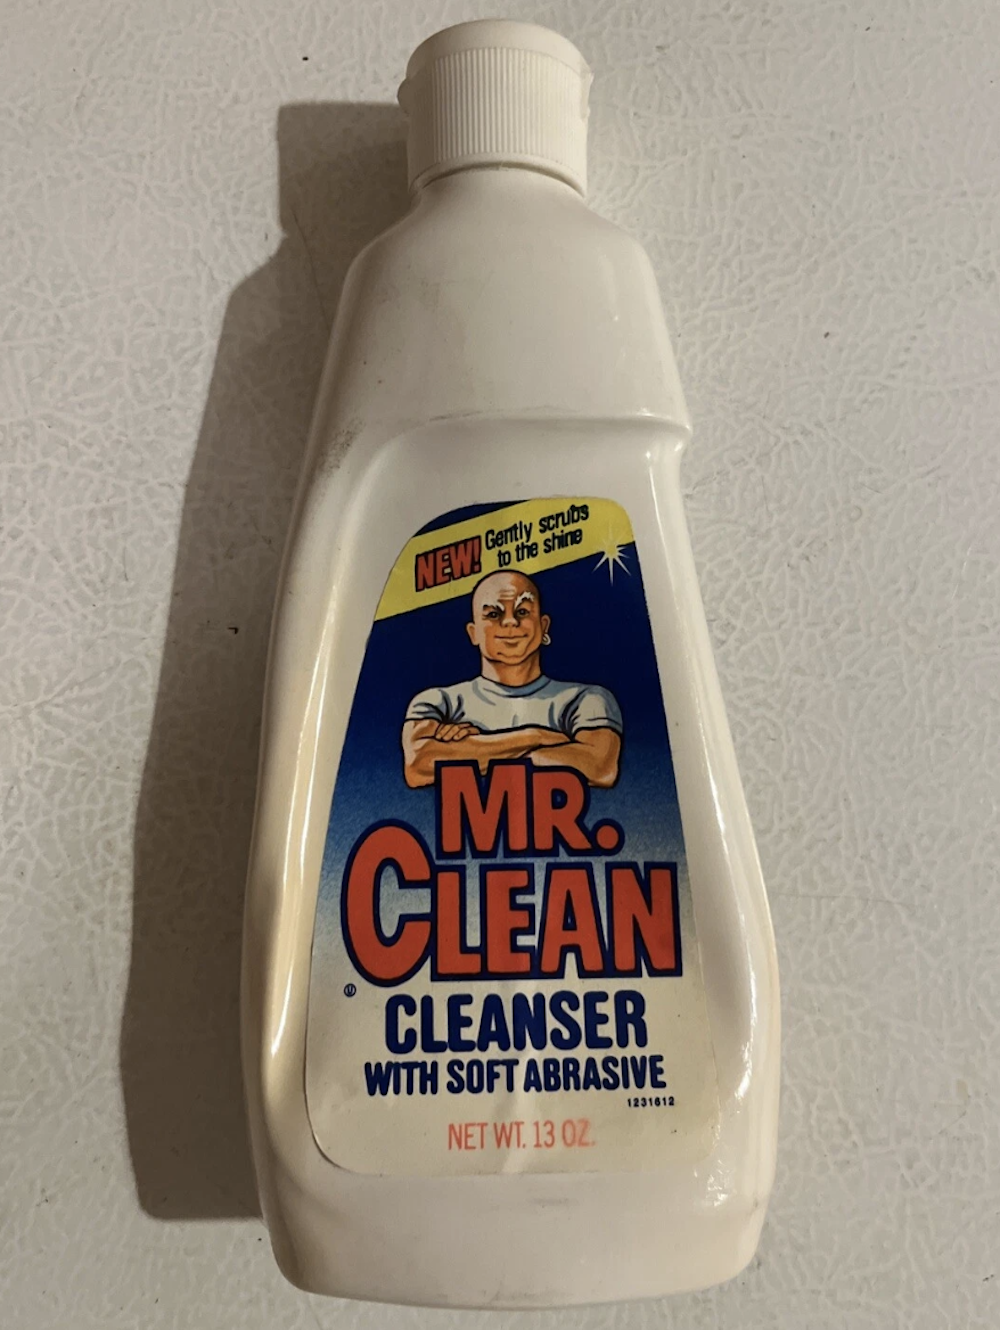 NEW! Gently scrubs
to the shine
MR.
CLEAN
U
CLEANSER
WITH SOFT ABRASIVE
1231612
NET WT. 13 OZ.